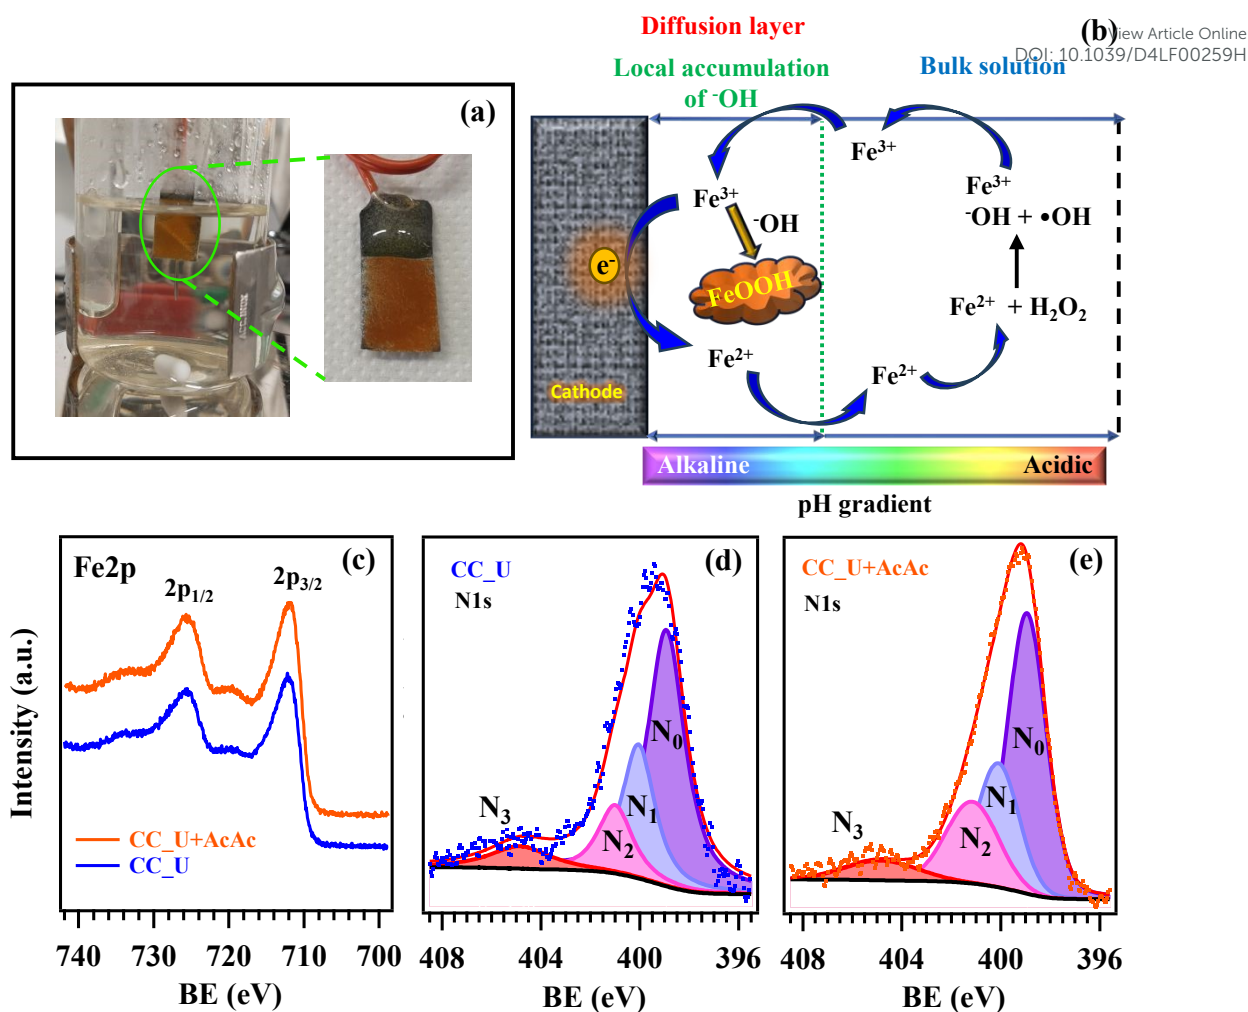 View Article Online
DOI: 10.1039/D4LF00259H
(a)
(b)
Diffusion layer
Local accumulation
of ⁻OH
Bulk solution
Fe³⁺
Fe³⁺
Fe³⁺
⁻OH
⁻OH + •OH
e⁻
FeOOH
Fe²⁺ + H₂O₂
Fe²⁺
Fe²⁺
Cathode
Alkaline
Acidic
pH gradient
(c)
Fe2p
2p₁/₂
2p₃/₂
Intensity (a.u.)
CC_U+AcAc
CC_U
740 730 720 710 700
BE (eV)
(d)
CC_U
N1s
N₀
N₁
N₂
N₃
408 404 400 396
BE (eV)
(e)
CC_U+AcAc
N1s
N₀
N₁
N₂
N₃
408 404 400 396
BE (eV)